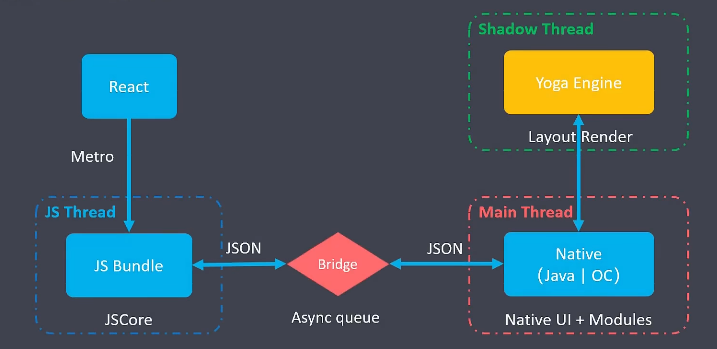 Shadow Thread
React
Yoga Engine
Layout Render
Metro
JS Thread
Main Thread
JS Bundle
JSON
Bridge
JSON
Native
(Java | OC)
JSCore
Async queue
Native UI + Modules